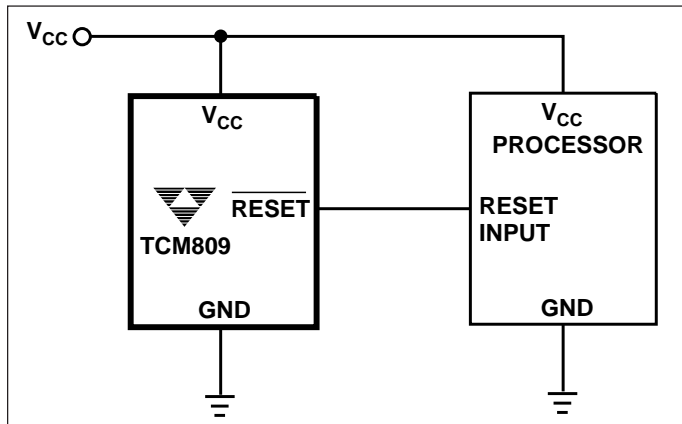 VCC
VCC
TCM809
RESET
GND
VCC
PROCESSOR
RESET
INPUT
GND